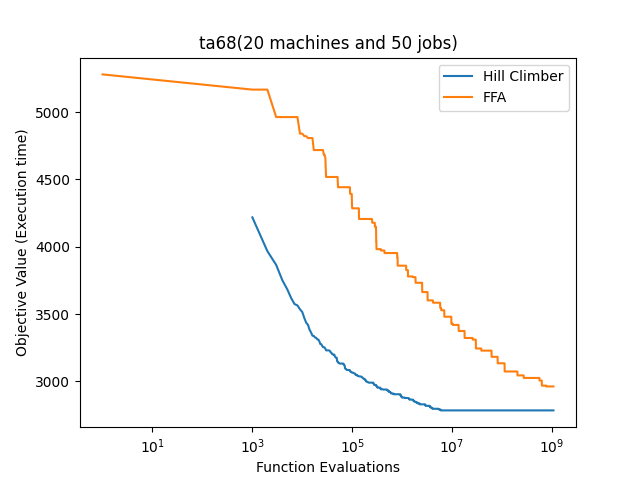 ta68(20 machines and 50 jobs)
Hill Climber
FFA
Objective Value (Execution time)
5000
4500
4000
3500
3000
10^1
10^3
10^5
10^7
10^9
Function Evaluations